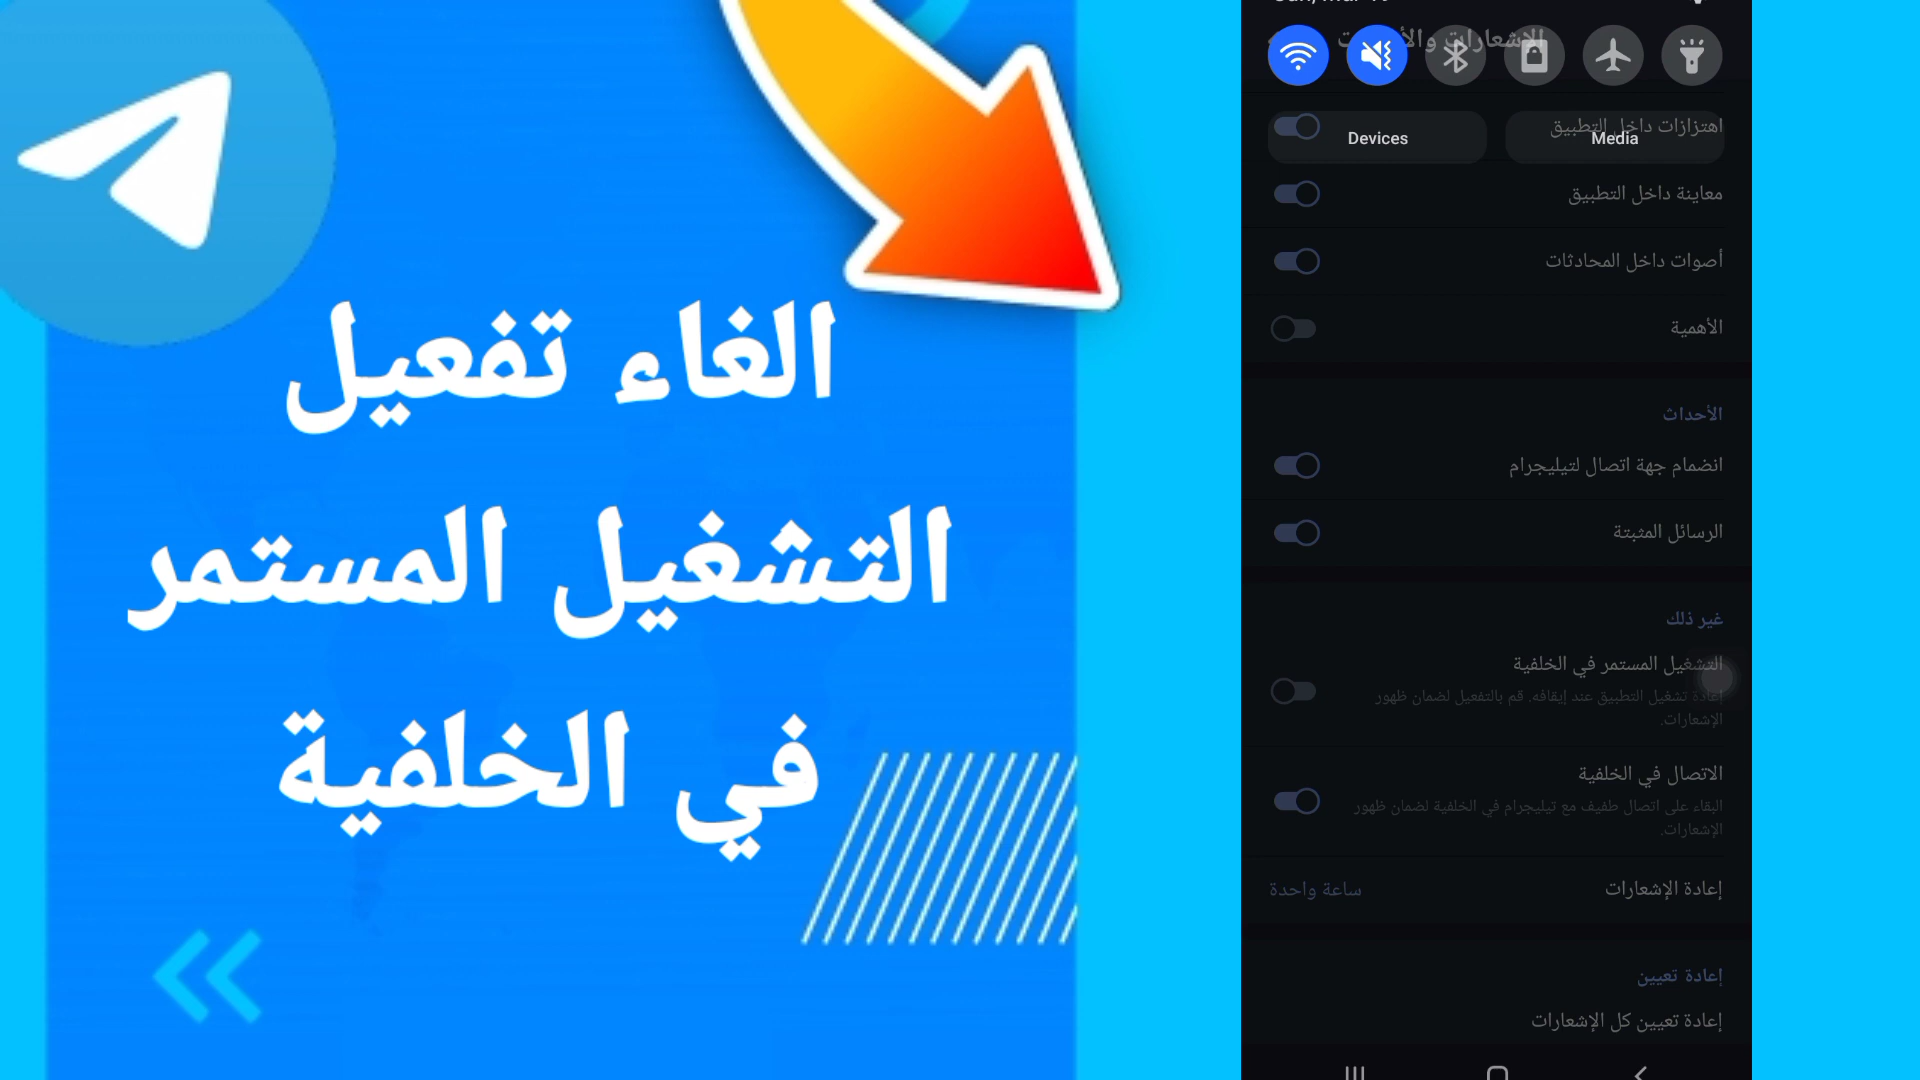 الغاء تفعيل
التشغيل المستمر
في الخلفية
الإشعارات
Devices
Media
اهتزازات داخل التطبيق
معاينة داخل التطبيق
أصوات داخل المحادثات
الأهمية
الأحداث
انضمام جهة اتصال لتيليجرام
الرسائل المثبتة
غير ذلك
التشغيل المستمر في الخلفية
إعادة تشغيل التطبيق عند إيقافه. قم بالتفعيل لضمان ظهور
الإشعارات.
الاتصال في الخلفية
البقاء على اتصال طفيف مع تيليجرام في الخلفية لضمان ظهور
الإشعارات.
إعادة الإشعارات
ساعة واحدة
إعادة تعيين
إعادة تعيين كل الإشعارات